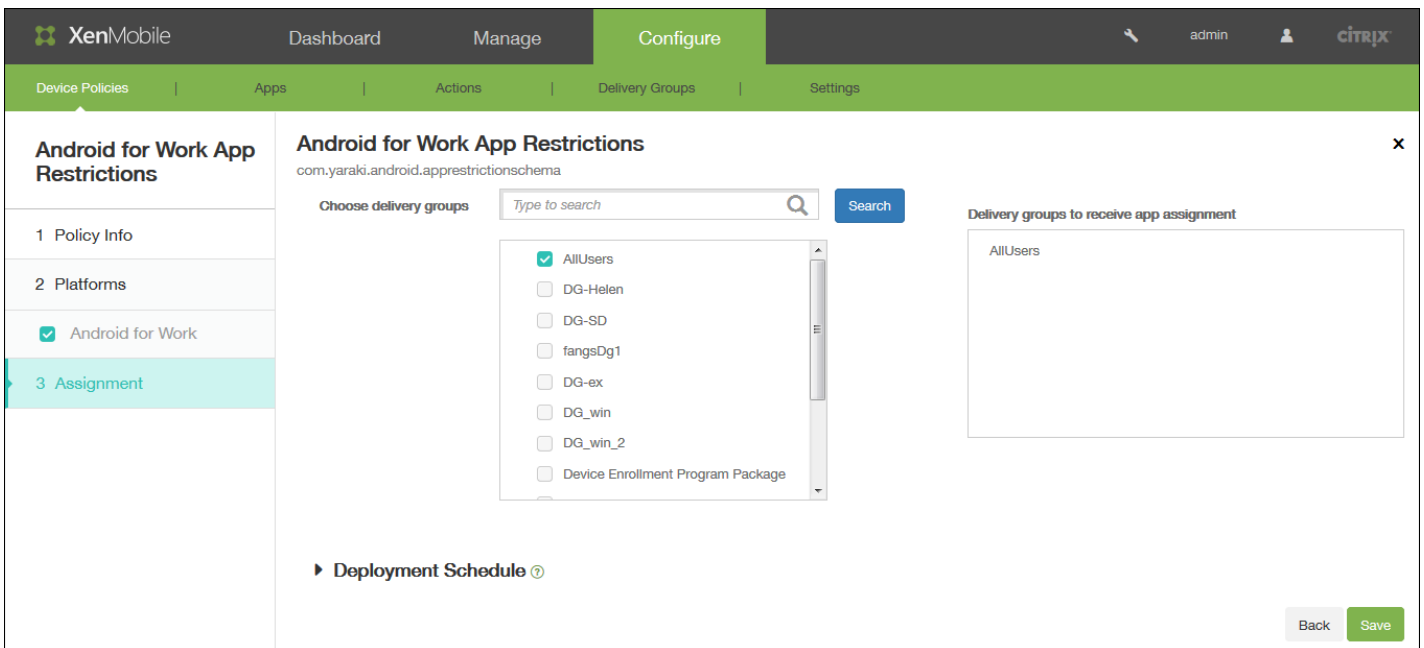 XenMobile Dashboard Manage Configure admin CITRIX
Device Policies | Apps | Actions | Delivery Groups | Settings
Android for Work App
Restrictions
1 Policy Info
2 Platforms
Android for Work
3 Assignment
Android for Work App Restrictions
x
com.yaraki.android.apprestrictionschema
Choose delivery groups Type to search Search
AllUsers
DG-Helen
DG-SD
fangsDg1
DG-ex
DG_win
DG_win_2
Device Enrollment Program Package
Delivery groups to receive app assignment
AllUsers
Deployment Schedule ?
Back Save